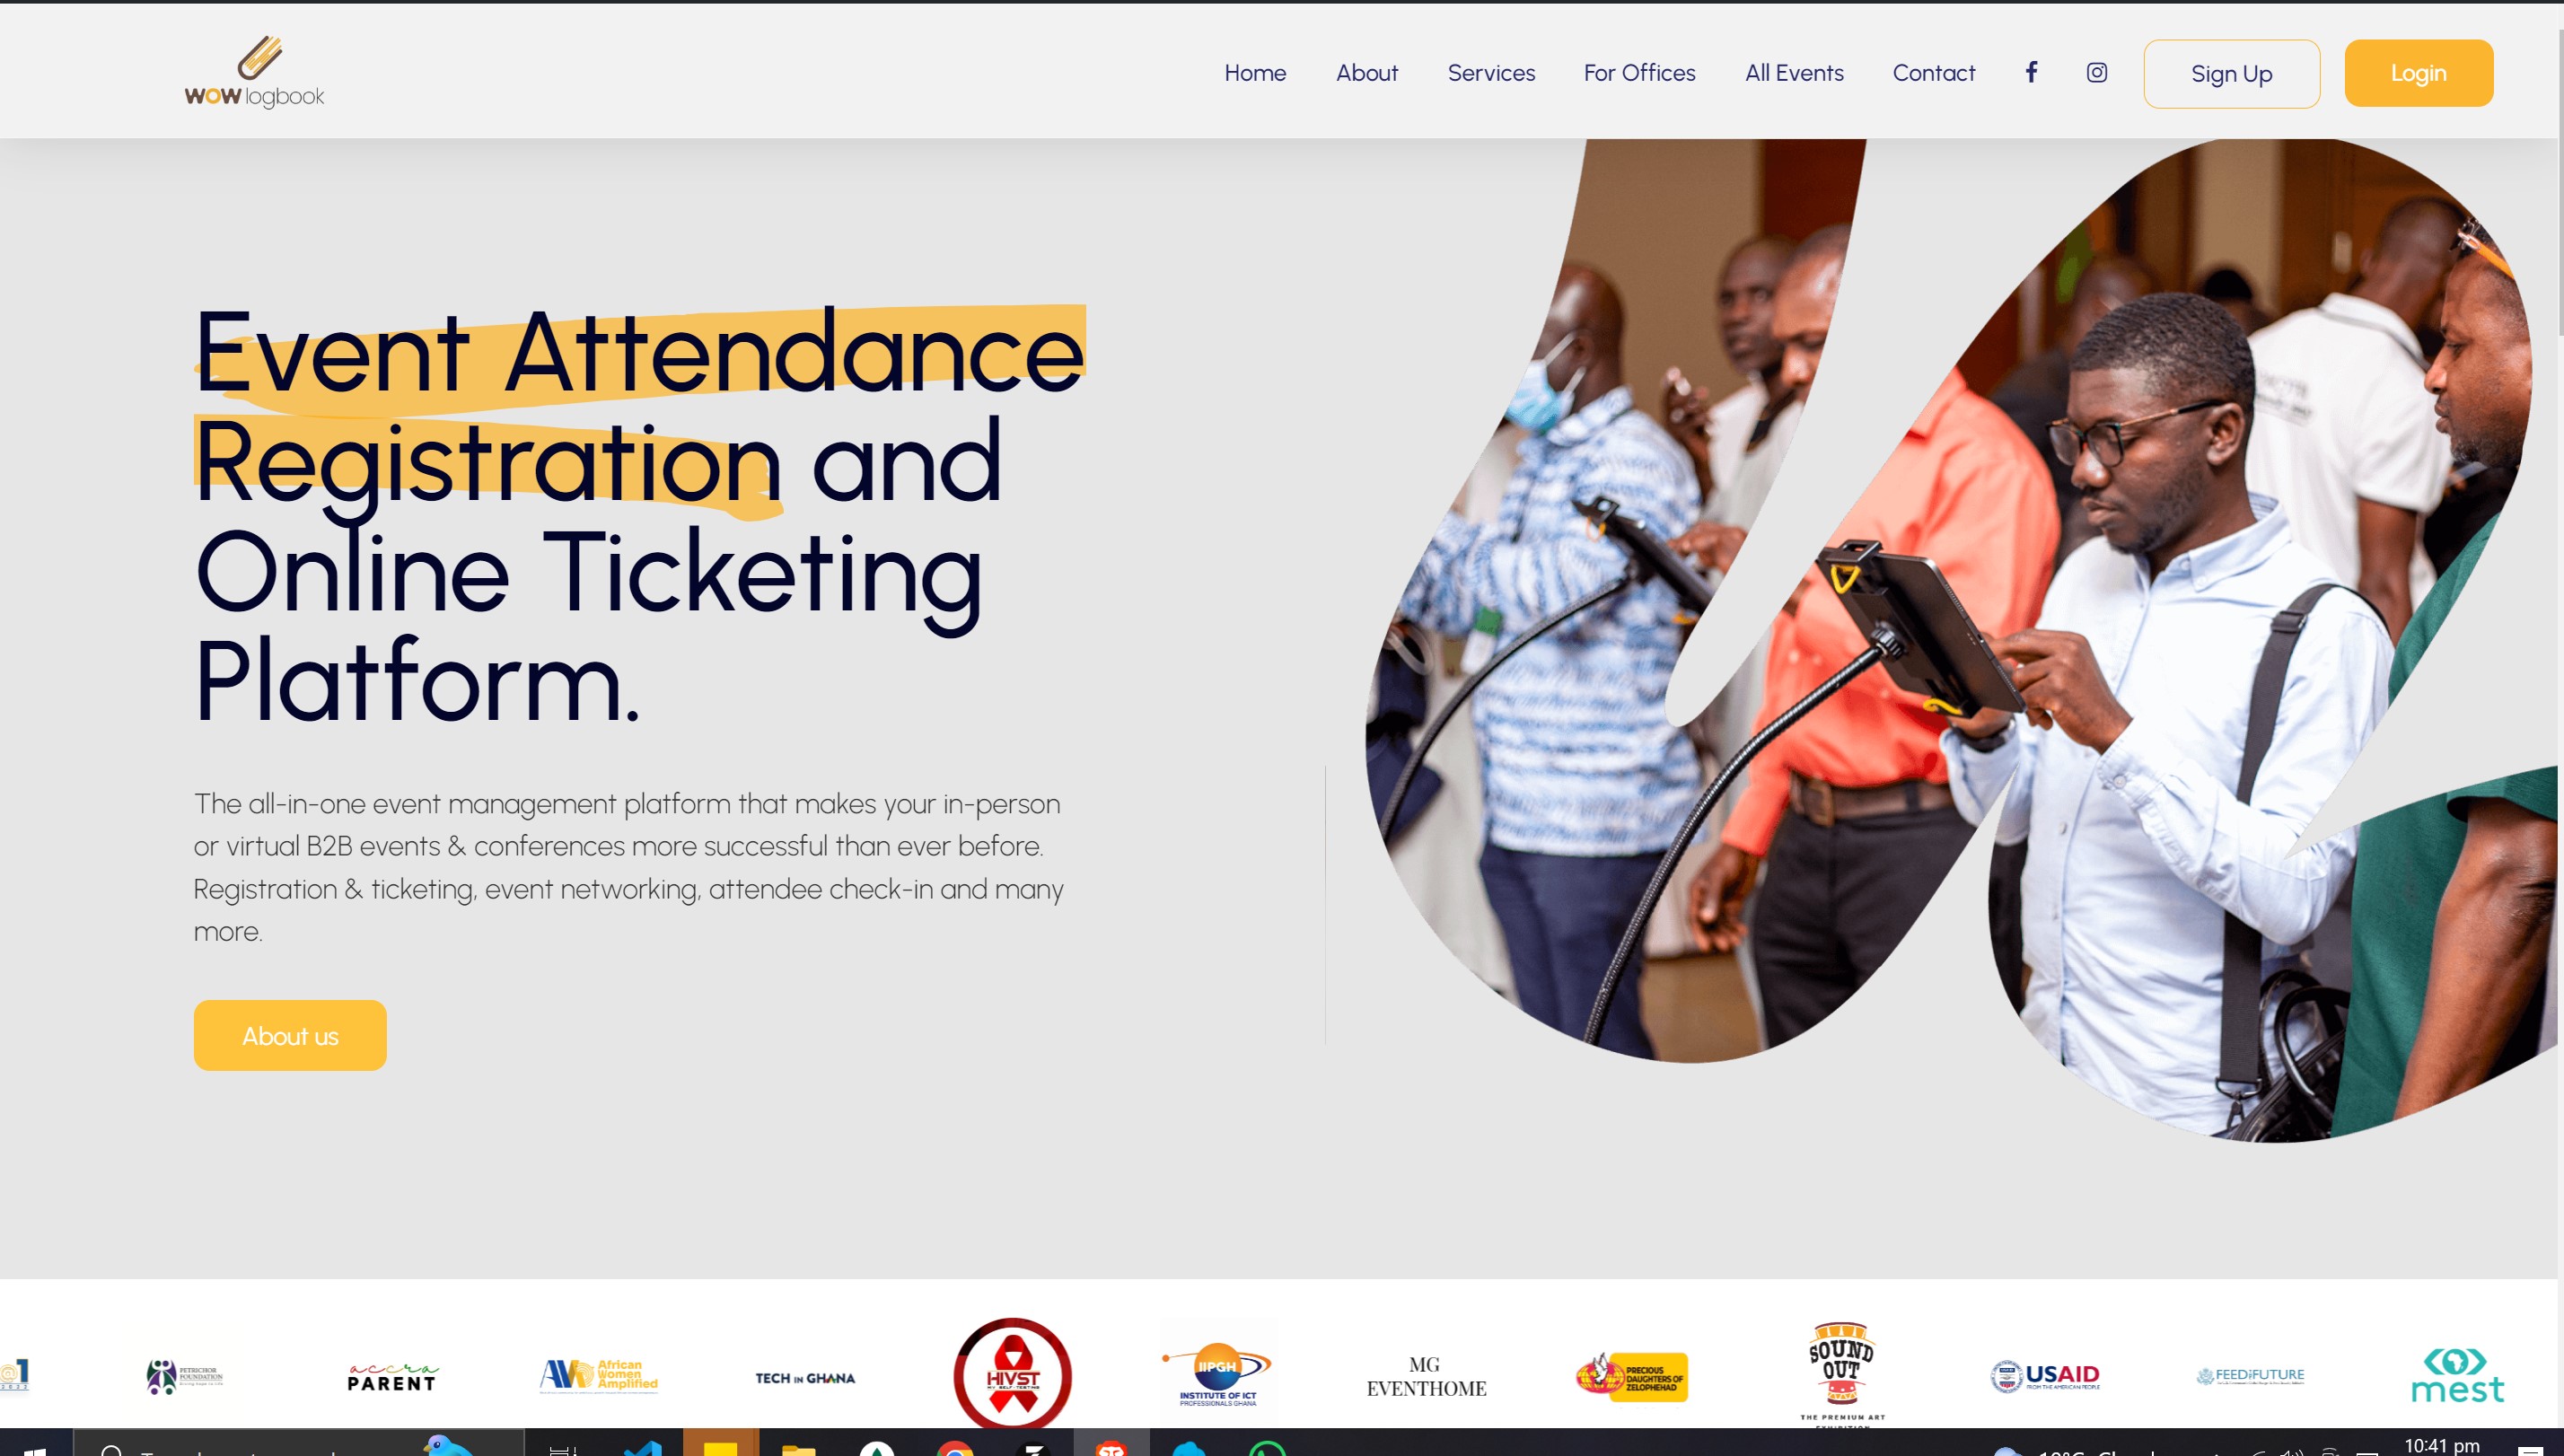 WOW logbook
Home
About
Services
For Offices
All Events
Contact
Sign Up
Login
Event Attendance
Registration and
Online Ticketing
Platform.
The all-in-one event management platform that makes your in-person
or virtual B2B events & conferences more successful than ever before.
Registration & ticketing, event networking, attendee check-in and many
more.
About us
PETRICHOR
FOUNDATION
accra
PARENT
African
Women
Amplified
TECH IN GHANA
HIVST
IIPGH
INSTITUTE OF ICT
PROFESSIONALS GHANA
MG
EVENTHOME
PRECIOUS
DAUGHTERS OF
ZELOPHEHAD
SOUND
OUT
THE PREMIUM ART
USAID
FROM THE AMERICAN PEOPLE
FEED
FUTURE
mest
10:41 pm